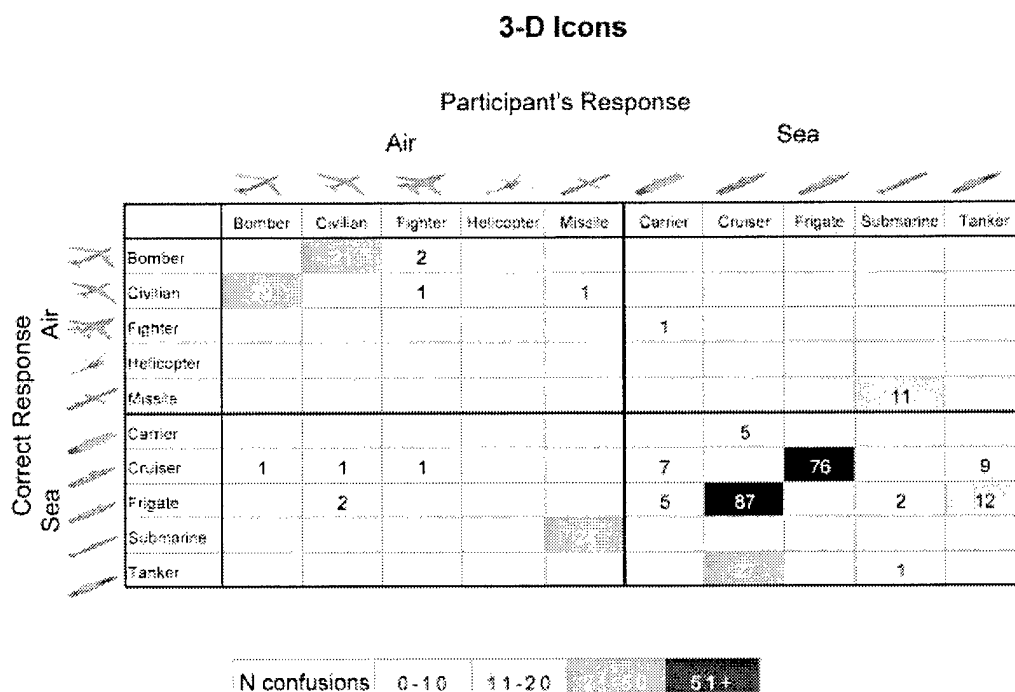 3-D Icons
Participant's Response
Air Sea
Bomber Civilian Fighter Helicopter Missile Carrier Cruiser Frigate Submarine Tanker
Correct Response
Air
Sea
Bomber 2
Civilian 1 1
Fighter 1
Helicopter
Missile 11
Carrier 5
Cruiser 1 1 1 7 76 9
Frigate 2 5 87 2 12
Submarine
Tanker 1
N confusions 0-10 11-20 51+